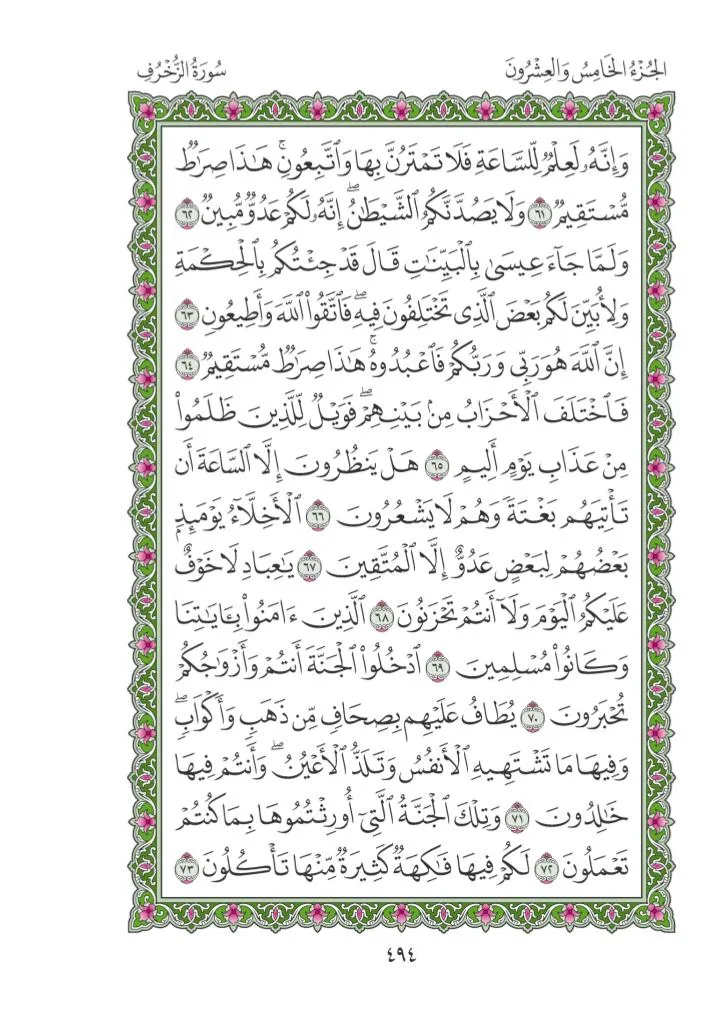 الجُزْءُ الخَامِسُ وَالعِشْرُونَ
سُورَةُ الزُّخْرُفِ
وَإِنَّهُۥ لَعِلْمٌ لِّلسَّاعَةِ فَلَا تَمْتَرُنَّ بِهَا وَٱتَّبِعُونِۚ هَٰذَا صِرَٰطٌ
مُّسْتَقِيمٌ ٦١ وَلَا يَصُدَّنَّكُمُ ٱلشَّيْطَٰنُۖ إِنَّهُۥ لَكُمْ عَدُوٌّ مُّبِينٌ ٦٢
وَلَمَّا جَآءَ عِيسَىٰ بِٱلْبَيِّنَٰتِ قَالَ قَدْ جِئْتُكُم بِٱلْحِكْمَةِ
وَلِأُبَيِّنَ لَكُم بَعْضَ ٱلَّذِى تَخْتَلِفُونَ فِيهِۖ فَٱتَّقُوا۟ ٱللَّهَ وَأَطِيعُونِ ٦٣
إِنَّ ٱللَّهَ هُوَ رَبِّى وَرَبُّكُمْ فَٱعْبُدُوهُۚ هَٰذَا صِرَٰطٌ مُّسْتَقِيمٌ ٦٤
فَٱخْتَلَفَ ٱلْأَحْزَابُ مِنۢ بَيْنِهِمْۖ فَوَيْلٌ لِّلَّذِينَ ظَلَمُوا۟
مِنْ عَذَابِ يَوْمٍ أَلِيمٍ ٦٥ هَلْ يَنظُرُونَ إِلَّا ٱلسَّاعَةَ أَن
تَأْتِيَهُم بَغْتَةً وَهُمْ لَا يَشْعُرُونَ ٦٦ ٱلْأَخِلَّآءُ يَوْمَئِذٍۭ
بَعْضُهُمْ لِبَعْضٍ عَدُوٌّ إِلَّا ٱلْمُتَّقِينَ ٦٧ يَٰعِبَادِ لَا خَوْفٌ
عَلَيْكُمُ ٱلْيَوْمَ وَلَآ أَنتُمْ تَحْزَنُونَ ٦٨ ٱلَّذِينَ ءَامَنُوا۟ بِـَٔايَٰتِنَا
وَكَانُوا۟ مُسْلِمِينَ ٦٩ ٱدْخُلُوا۟ ٱلْجَنَّةَ أَنتُمْ وَأَزْوَٰجُكُمْ
تُحْبَرُونَ ٧٠ يُطَافُ عَلَيْهِم بِصِحَافٍ مِّن ذَهَبٍ وَأَكْوَابٍۖ
وَفِيهَا مَا تَشْتَهِيهِ ٱلْأَنفُسُ وَتَلَذُّ ٱلْأَعْيُنُۖ وَأَنتُمْ فِيهَا
خَٰلِدُونَ ٧١ وَتِلْكَ ٱلْجَنَّةُ ٱلَّتِىٓ أُورِثْتُمُوهَا بِمَا كُنتُمْ
تَعْمَلُونَ ٧٢ لَكُمْ فِيهَا فَٰكِهَةٌ كَثِيرَةٌ مِّنْهَا تَأْكُلُونَ ٧٣
٤٩٤